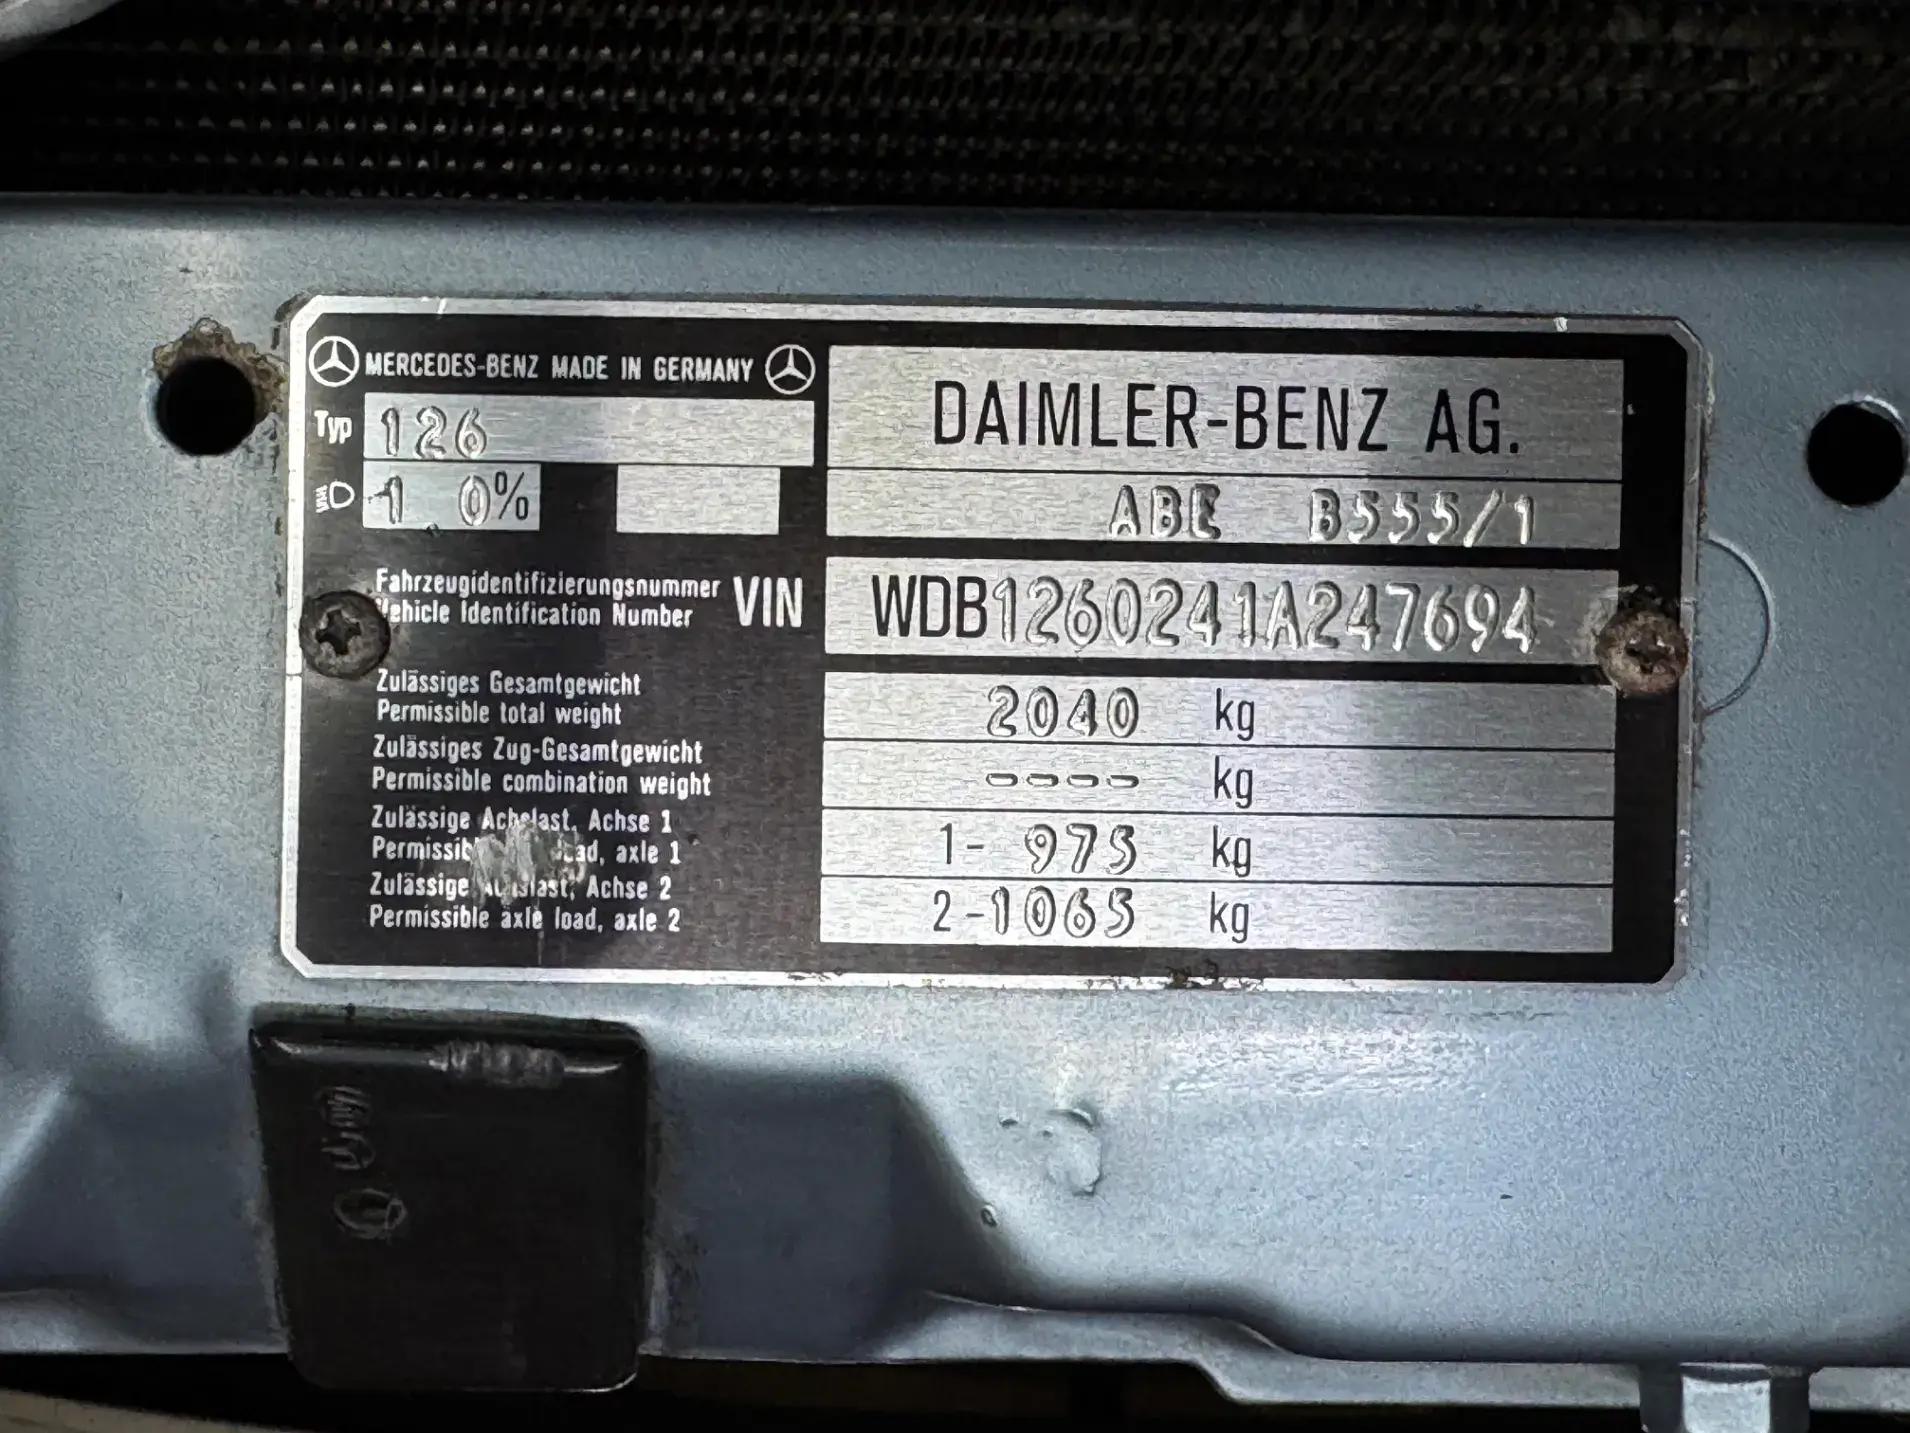 MERCEDES-BENZ MADE IN GERMANY
Typ 126
1 0%
DAIMLER-BENZ AG.
ABE B555/1
Fahrzeugidentifizierungsnummer
Vehicle Identification Number
VIN WDB1260241A247694
Zulässiges Gesamtgewicht
Permissible total weight
2040 kg
Zulässiges Zug-Gesamtgewicht
Permissible combination weight
---- kg
Zulässige Achslast, Achse 1
Permissible load, axle 1
1- 975 kg
Zulässige Achslast, Achse 2
Permissible axle load, axle 2
2-1065 kg